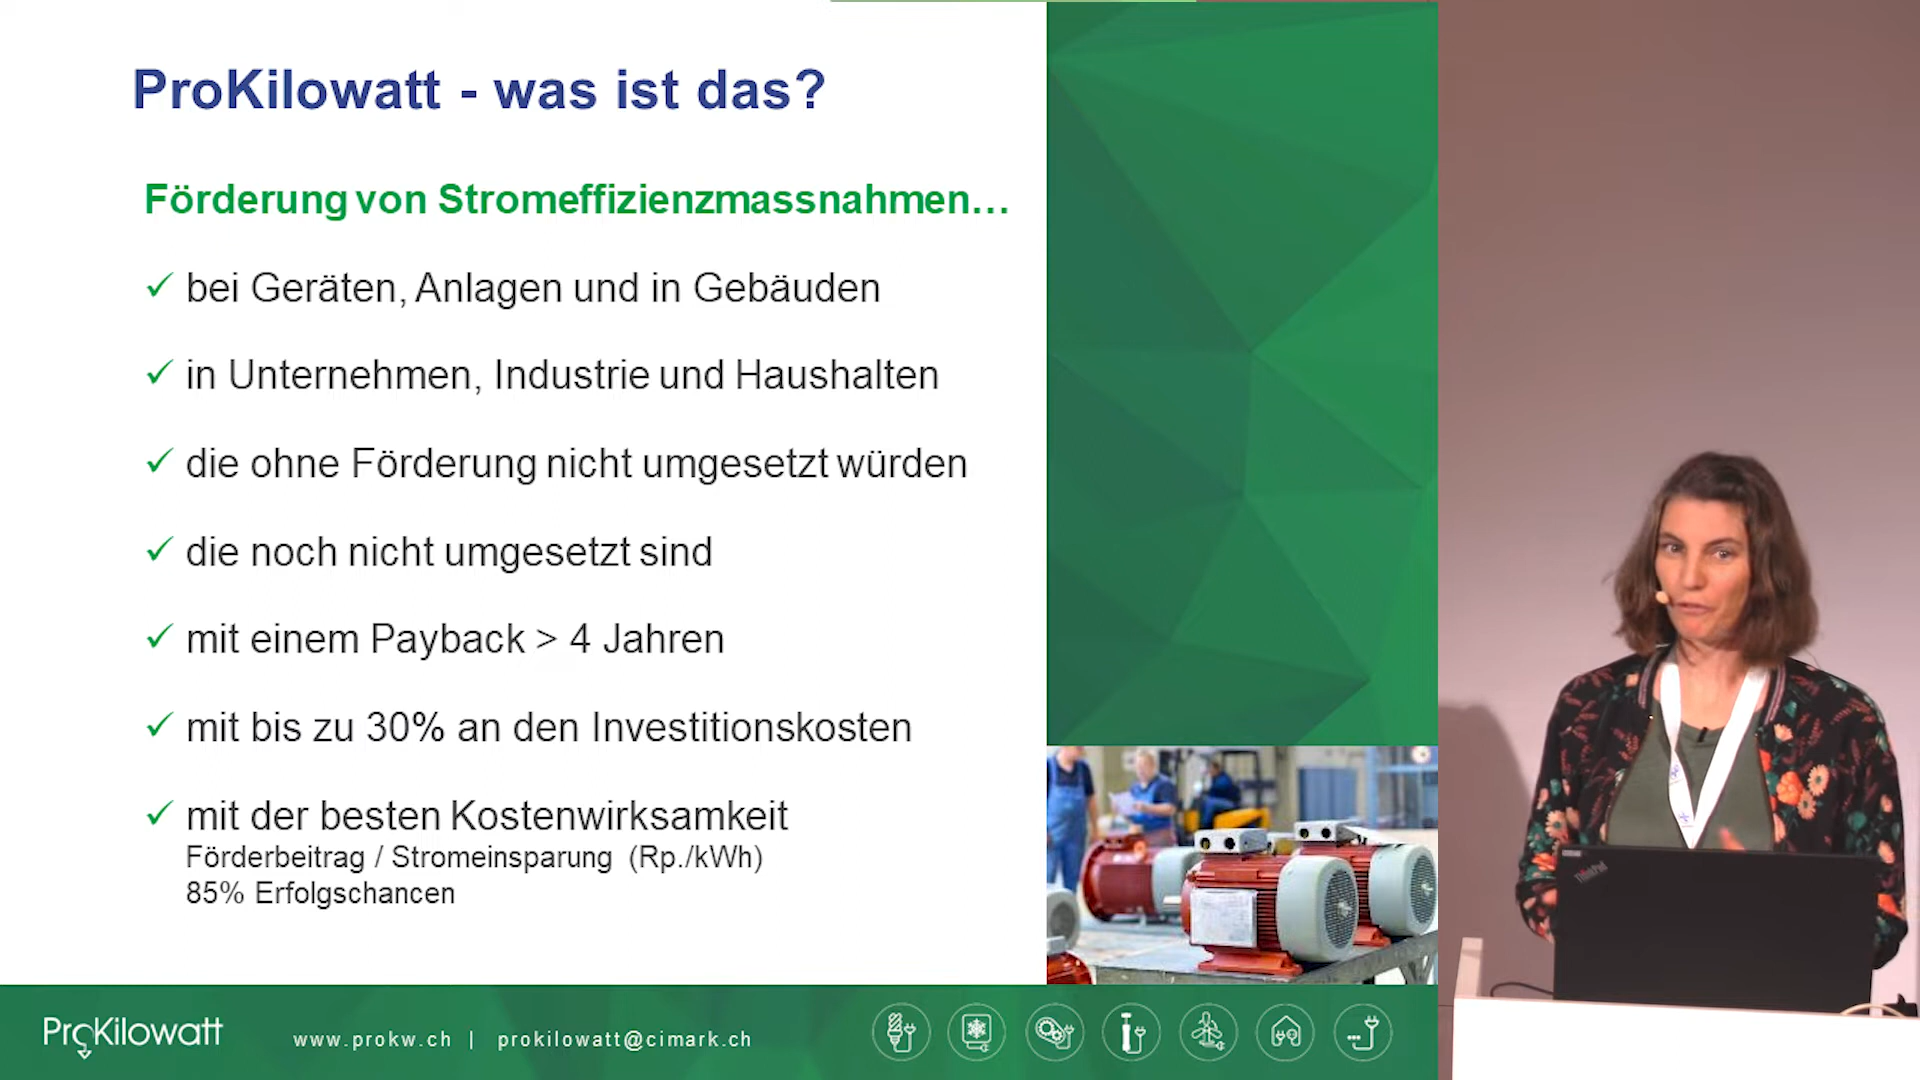 ProKilowatt - was ist das?
Förderung von Stromeffizienzmassnahmen…
✓ bei Geräten, Anlagen und in Gebäuden
✓ in Unternehmen, Industrie und Haushalten
✓ die ohne Förderung nicht umgesetzt würden
✓ die noch nicht umgesetzt sind
✓ mit einem Payback > 4 Jahren
✓ mit bis zu 30% an den Investitionskosten
✓ mit der besten Kostenwirksamkeit
Förderbeitrag / Stromeinsparung (Rp./kWh)
85% Erfolgschancen
ThinkPad
ProKilowatt
www.prokw.ch | prokilowatt@cimark.ch